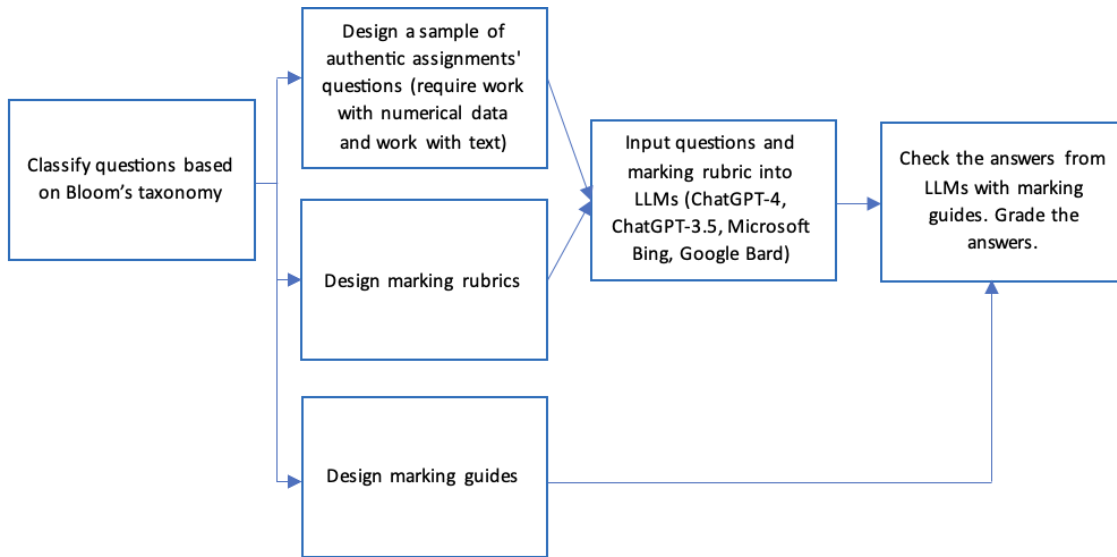 Classify questions based
on Bloom's taxonomy
Design a sample of
authentic assignments'
questions (require work
with numerical data
and work with text)
Design marking rubrics
Design marking guides
Input questions and
marking rubric into
LLMs (ChatGPT-4,
ChatGPT-3.5, Microsoft
Bing, Google Bard)
Check the answers from
LLMs with marking
guides. Grade the
answers.